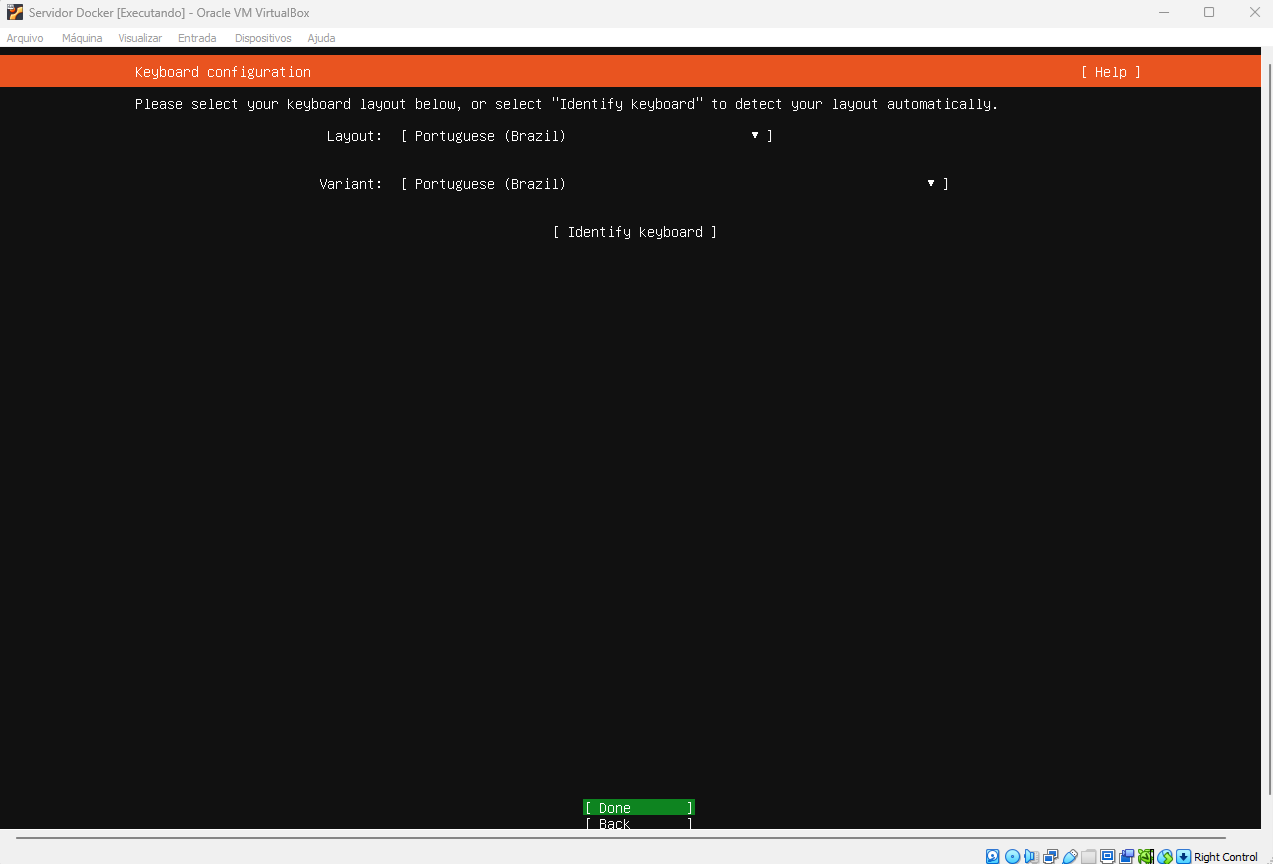 Servidor Docker [Executando] - Oracle VM VirtualBox
Arquivo Máquina Visualizar Entrada Dispositivos Ajuda
Keyboard configuration [ Help ]
Please select your keyboard layout below, or select "Identify keyboard" to detect your layout automatically.
Layout: [ Portuguese (Brazil) ▾ ]
Variant: [ Portuguese (Brazil) ▾ ]
[ Identify keyboard ]
[ Done ]
[ Back ]
Right Control